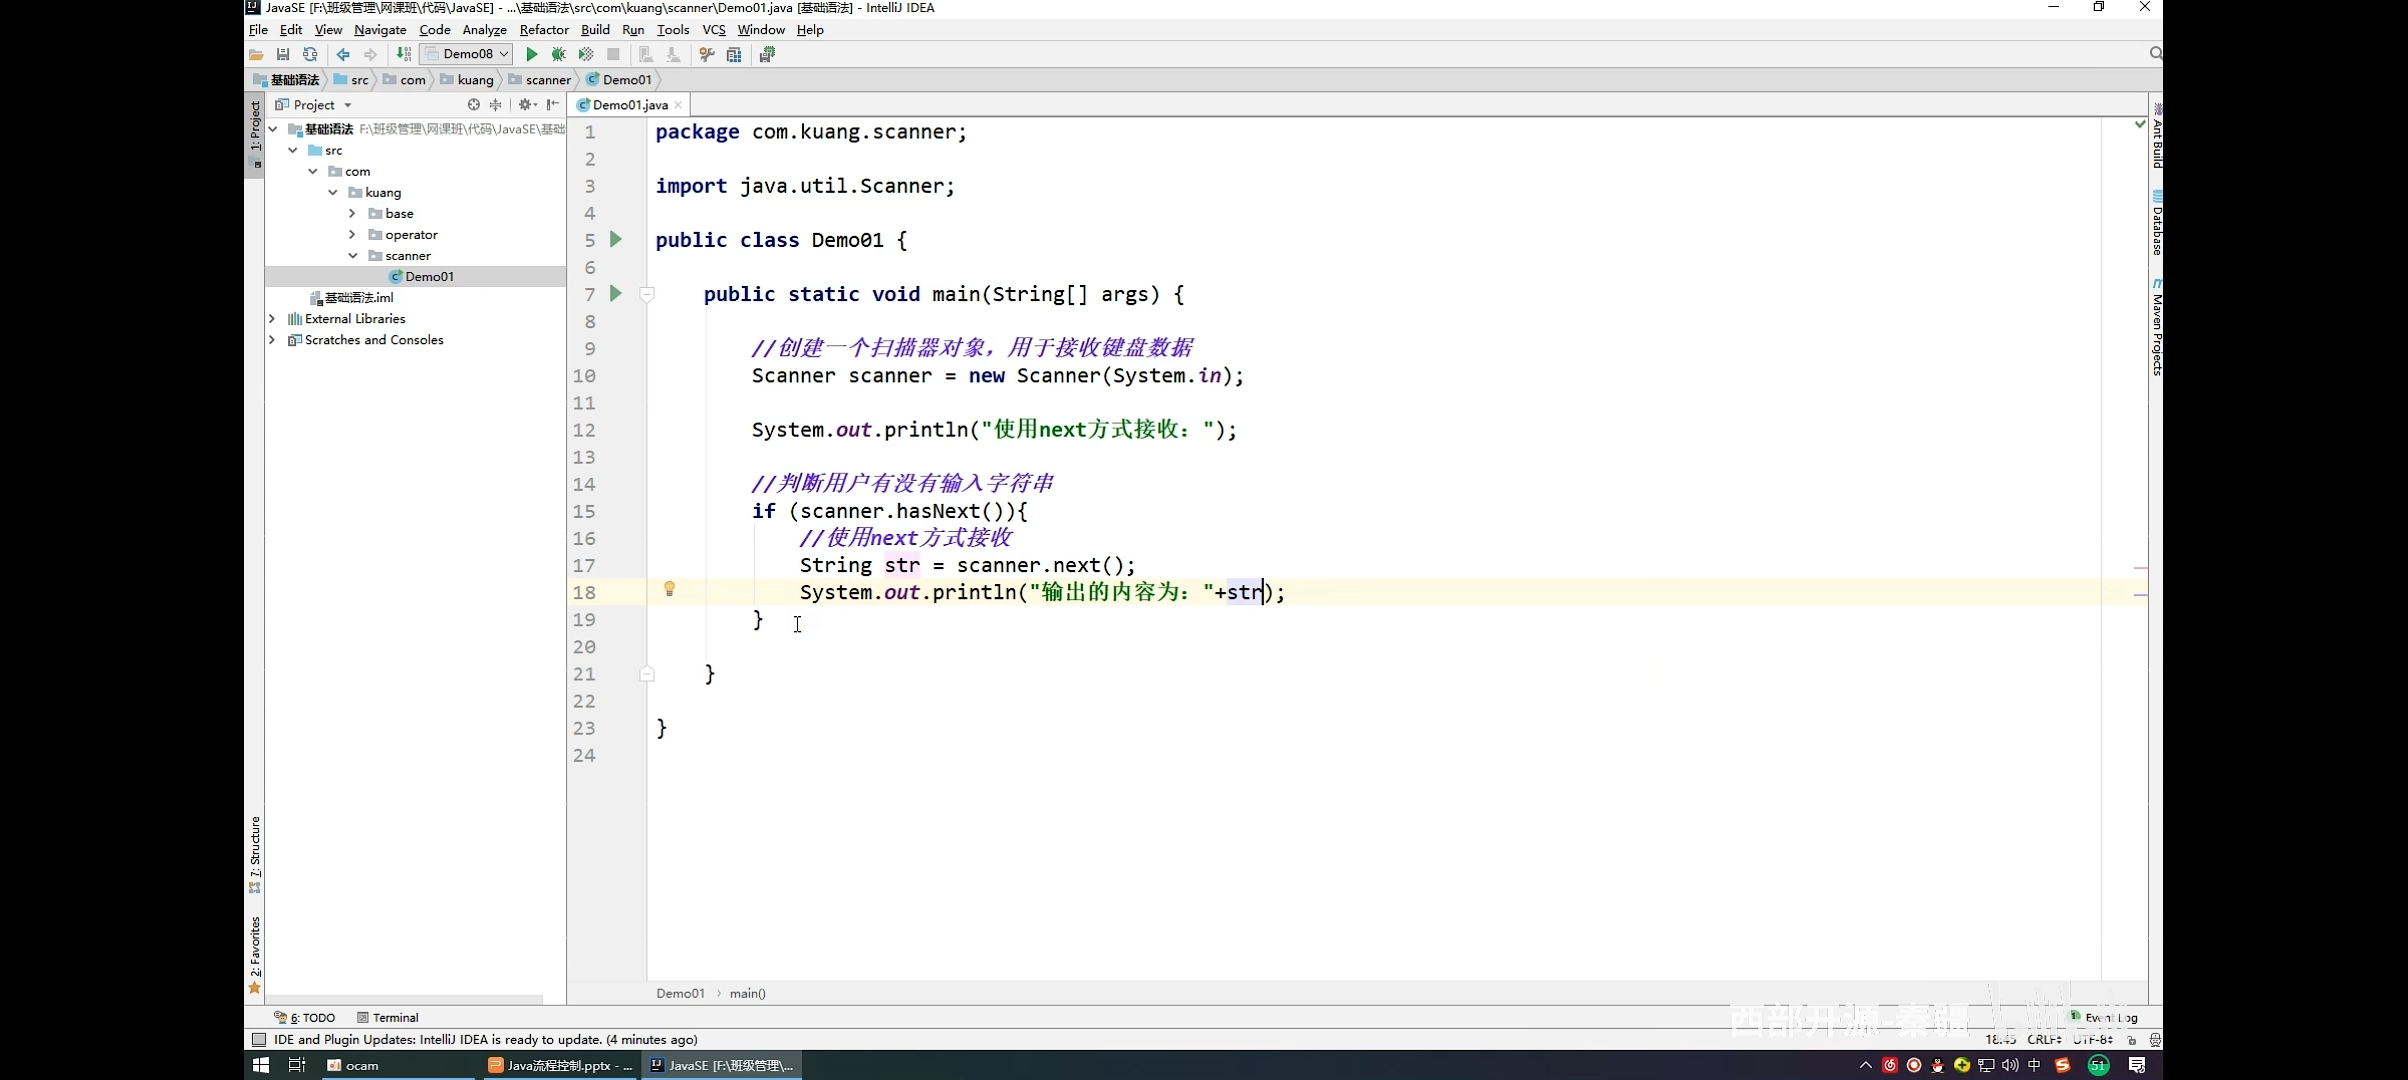 JavaSE [F:\班级管理\网课班\代码\JavaSE] - ...\基础语法\src\com\kuang\scanner\Demo01.java [基础语法] - IntelliJ IDEA
File Edit View Navigate Code Analyze Refactor Build Run Tools VCS Window Help
Demo08
基础语法 src com kuang scanner Demo01
Project
Demo01.java
1: Project
基础语法 F:\班级管理\网课班\代码\JavaSE\基础
src
com
kuang
base
operator
scanner
Demo01
基础语法.iml
External Libraries
Scratches and Consoles
7: Structure
2: Favorites
1 package com.kuang.scanner;
2
3 import java.util.Scanner;
4
5 public class Demo01 {
6
7 public static void main(String[] args) {
8
9 //创建一个扫描器对象，用于接收键盘数据
10 Scanner scanner = new Scanner(System.in);
11
12 System.out.println("使用next方式接收：");
13
14 //判断用户有没有输入字符串
15 if (scanner.hasNext()){
16 //使用next方式接收
17 String str = scanner.next();
18 System.out.println("输出的内容为："+str);
19 }
20
21 }
22
23 }
24
Ant Build
Database
Maven Projects
Demo01 › main()
6: TODO Terminal
Event Log
西部开源-秦疆
IDE and Plugin Updates: IntelliJ IDEA is ready to update. (4 minutes ago)
18:45 CRLF UTF-8
ocam
Java流程控制.pptx - ...
JavaSE [F:\班级管理\...
中
51